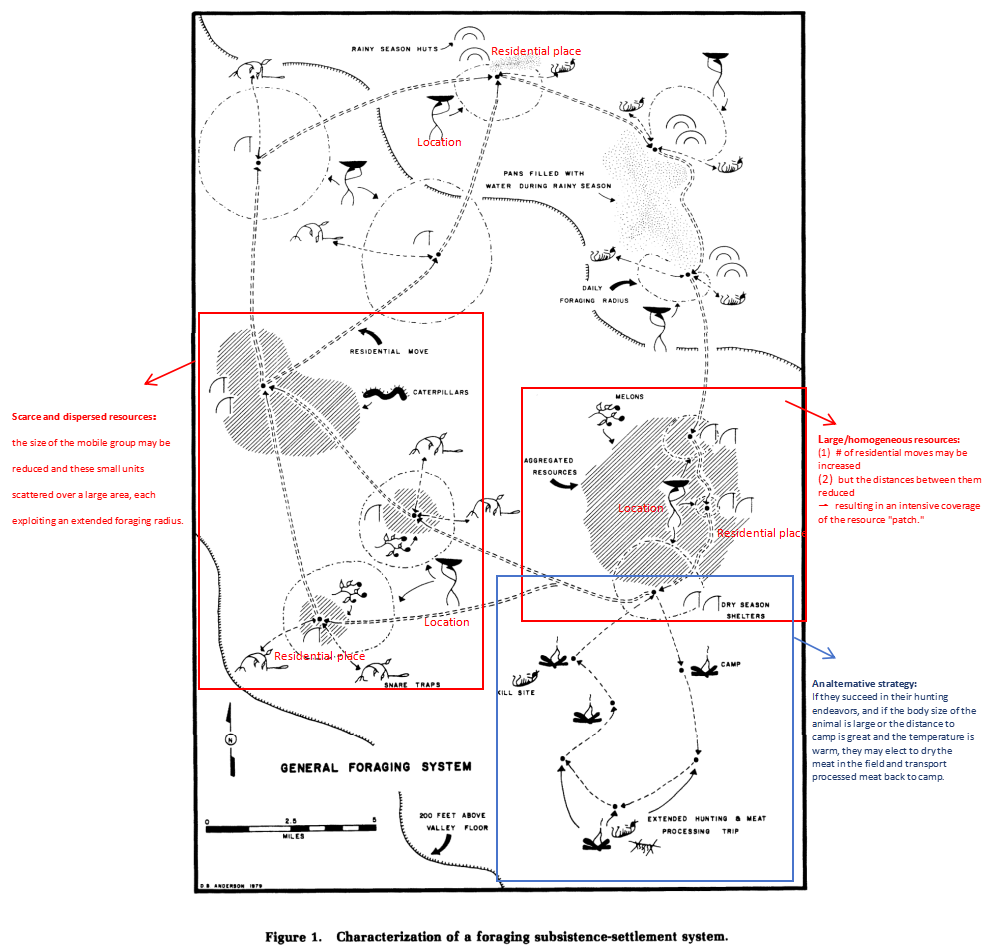 RAINY SEASON HUTS
Residential place
Location
PANS FILLED WITH
WATER DURING RAINY SEASON
DAILY
FORAGING RADIUS
RESIDENTIAL MOVE
CATERPILLARS
Scarce and dispersed resources:
the size of the mobile group may be
reduced and these small units
scattered over a large area, each
exploiting an extended foraging radius.
MELONS
AGGREGATED
RESOURCES
Location
Residential place
Large/homogeneous resources:
(1) # of residential moves may be
increased
(2) but the distances between them
reduced
→ resulting in an intensive coverage
of the resource "patch."
DRY SEASON
SHELTERS
Location
Residential place
SNARE TRAPS
KILL SITE
CAMP
An alternative strategy:
If they succeed in their hunting
endeavors, and if the body size of the
animal is large or the distance to
camp is great and the temperature is
warm, they may elect to dry the
meat in the field and transport
processed meat back to camp.
N
GENERAL FORAGING SYSTEM
0 2.5 5
MILES
200 FEET ABOVE
VALLEY FLOOR
EXTENDED HUNTING & MEAT
PROCESSING TRIP
D G ANDERSON 1979
Figure 1. Characterization of a foraging subsistence-settlement system.